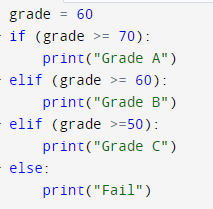 grade = 60
if (grade >= 70):
    print("Grade A")
elif (grade >= 60):
    print("Grade B")
elif (grade >=50):
    print("Grade C")
else:
    print("Fail")